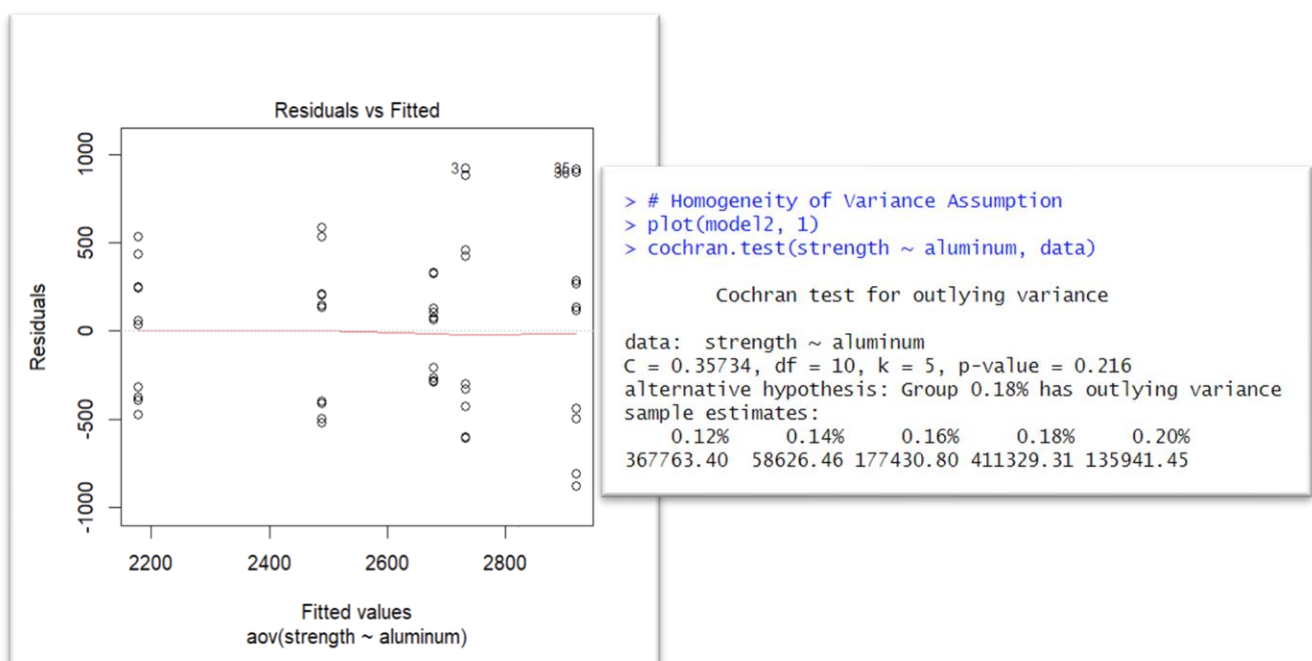 Residuals vs Fitted
1000
500
0
-500
-1000
Residuals
3
2200 2400 2600 2800
Fitted values
aov(strength ~ aluminum)
> # Homogeneity of Variance Assumption
> plot(model2, 1)
> cochran.test(strength ~ aluminum, data)
Cochran test for outlying variance
data:  strength ~ aluminum
C = 0.35734, df = 10, k = 5, p-value = 0.216
alternative hypothesis: Group 0.18% has outlying variance
sample estimates:
0.12% 0.14% 0.16% 0.18% 0.20%
367763.40 58626.46 177430.80 411329.31 135941.45